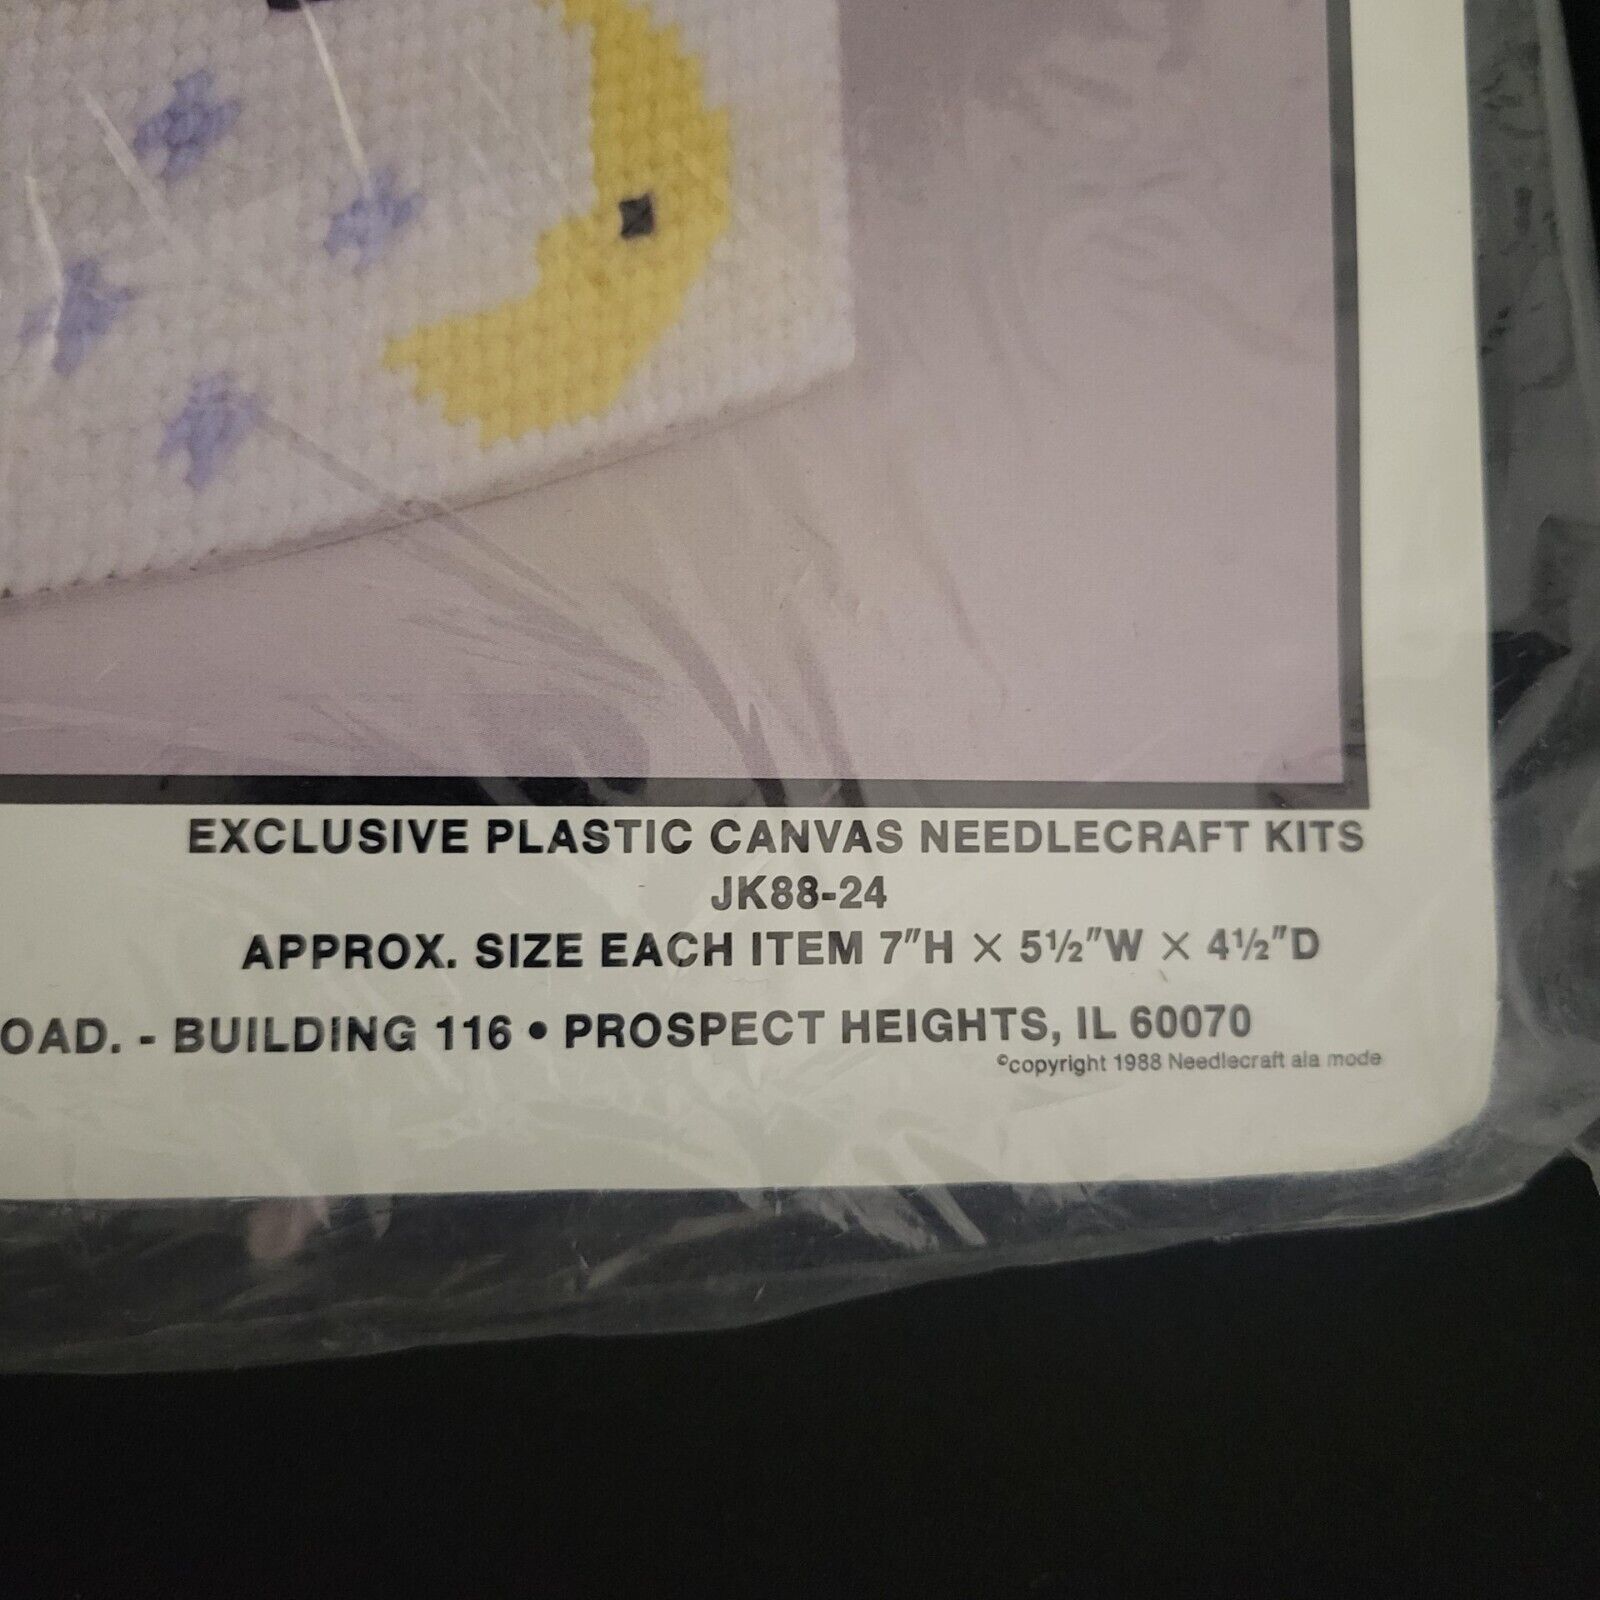 EXCLUSIVE PLASTIC CANVAS NEEDLECRAFT KITS
JK88-24
APPROX. SIZE EACH ITEM 7"H × 5½"W × 4½"D
OAD. - BUILDING 116 • PROSPECT HEIGHTS, IL 60070
©copyright 1988 Needlecraft ala mode